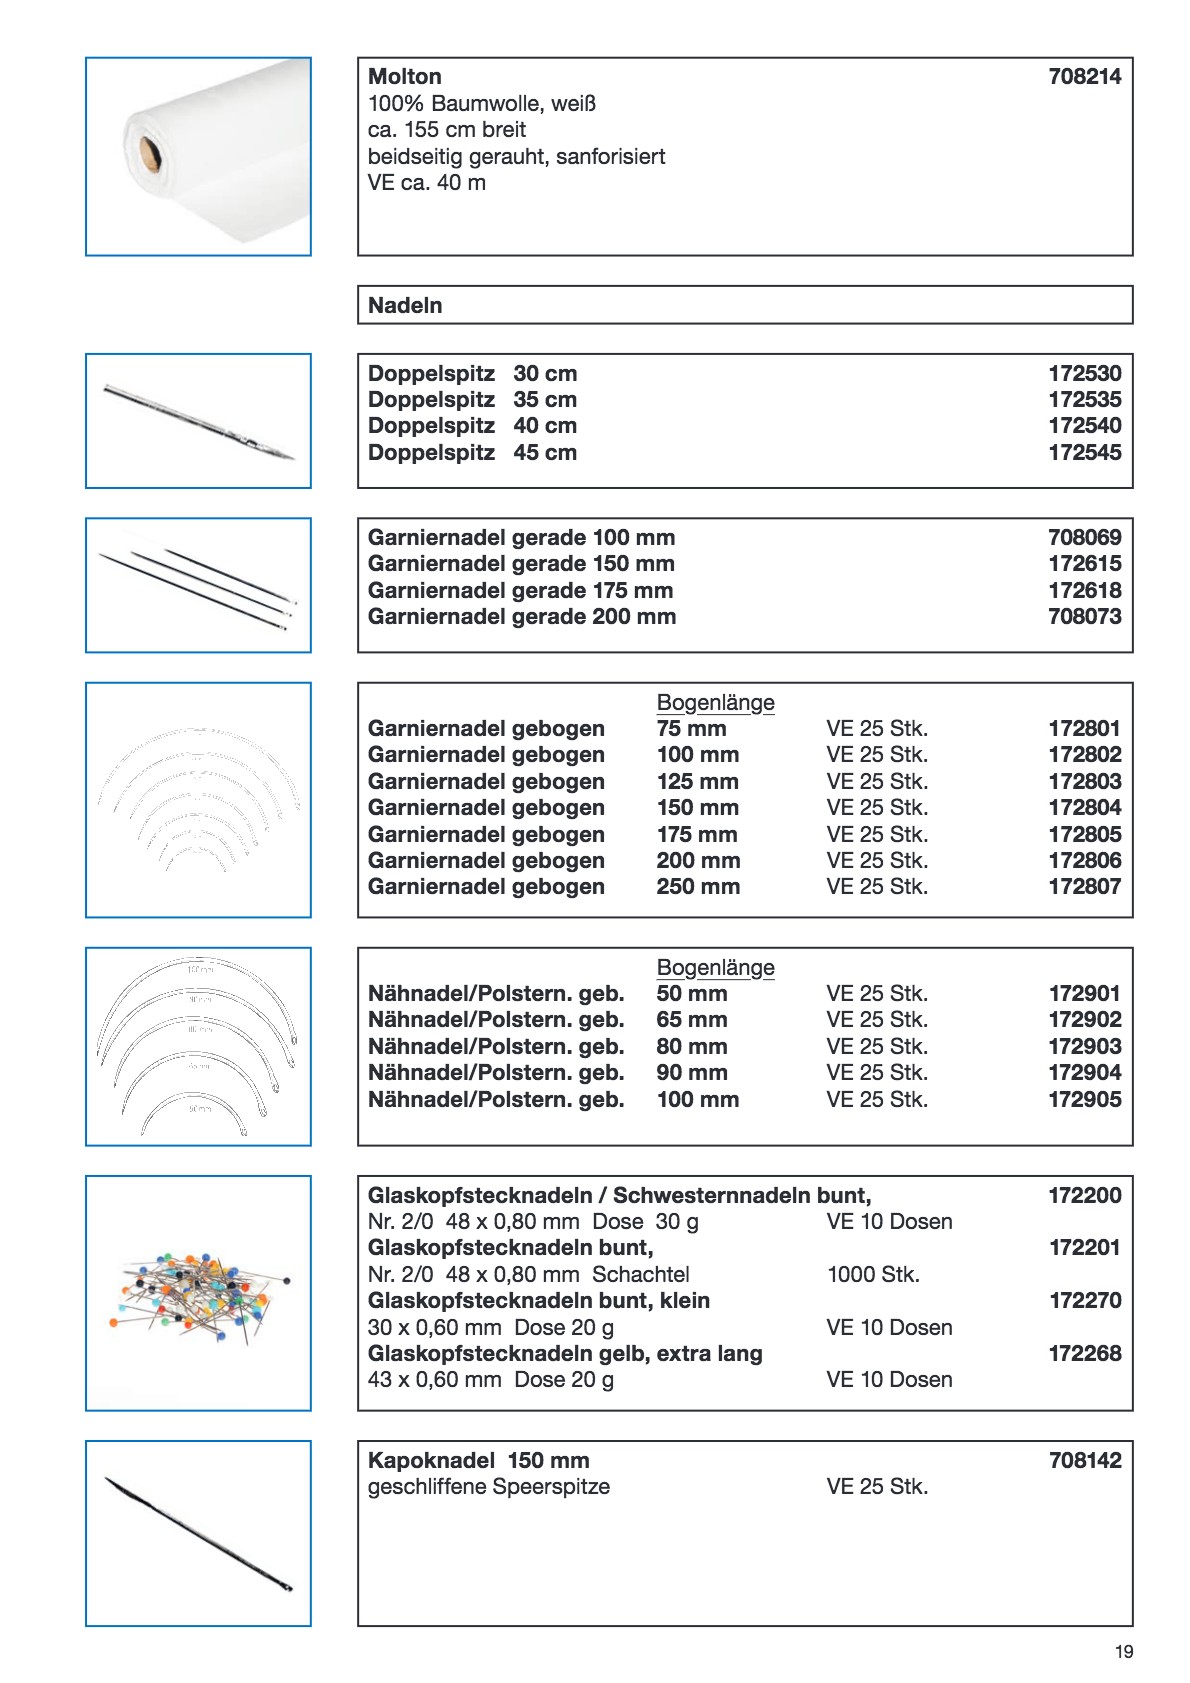 Molton 708214
100% Baumwolle, weiß
ca. 155 cm breit
beidseitig gerauht, sanforisiert
VE ca. 40 m
Nadeln
Doppelspitz 30 cm 172530
Doppelspitz 35 cm 172535
Doppelspitz 40 cm 172540
Doppelspitz 45 cm 172545
Garniernadel gerade 100 mm 708069
Garniernadel gerade 150 mm 172615
Garniernadel gerade 175 mm 172618
Garniernadel gerade 200 mm 708073
Bogenlänge
Garniernadel gebogen 75 mm VE 25 Stk. 172801
Garniernadel gebogen 100 mm VE 25 Stk. 172802
Garniernadel gebogen 125 mm VE 25 Stk. 172803
Garniernadel gebogen 150 mm VE 25 Stk. 172804
Garniernadel gebogen 175 mm VE 25 Stk. 172805
Garniernadel gebogen 200 mm VE 25 Stk. 172806
Garniernadel gebogen 250 mm VE 25 Stk. 172807
100 mm
50 mm
Bogenlänge
Nähnadel/Polstern. geb. 50 mm VE 25 Stk. 172901
Nähnadel/Polstern. geb. 65 mm VE 25 Stk. 172902
Nähnadel/Polstern. geb. 80 mm VE 25 Stk. 172903
Nähnadel/Polstern. geb. 90 mm VE 25 Stk. 172904
Nähnadel/Polstern. geb. 100 mm VE 25 Stk. 172905
Glaskopfstecknadeln / Schwesternnadeln bunt, 172200
Nr. 2/0 48 x 0,80 mm Dose 30 g VE 10 Dosen
Glaskopfstecknadeln bunt, 172201
Nr. 2/0 48 x 0,80 mm Schachtel 1000 Stk.
Glaskopfstecknadeln bunt, klein 172270
30 x 0,60 mm Dose 20 g VE 10 Dosen
Glaskopfstecknadeln gelb, extra lang 172268
43 x 0,60 mm Dose 20 g VE 10 Dosen
Kapoknadel 150 mm 708142
geschliffene Speerspitze VE 25 Stk.
19